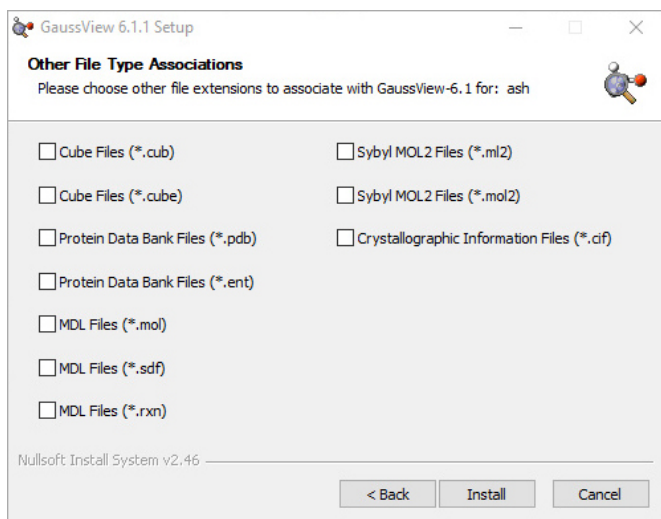 GaussView 6.1.1 Setup
Other File Type Associations
Please choose other file extensions to associate with GaussView-6.1 for: ash
Cube Files (*.cub)
Cube Files (*.cube)
Protein Data Bank Files (*.pdb)
Protein Data Bank Files (*.ent)
MDL Files (*.mol)
MDL Files (*.sdf)
MDL Files (*.rxn)
Sybyl MOL2 Files (*.ml2)
Sybyl MOL2 Files (*.mol2)
Crystallographic Information Files (*.cif)
Nullsoft Install System v2.46
< Back
Install
Cancel